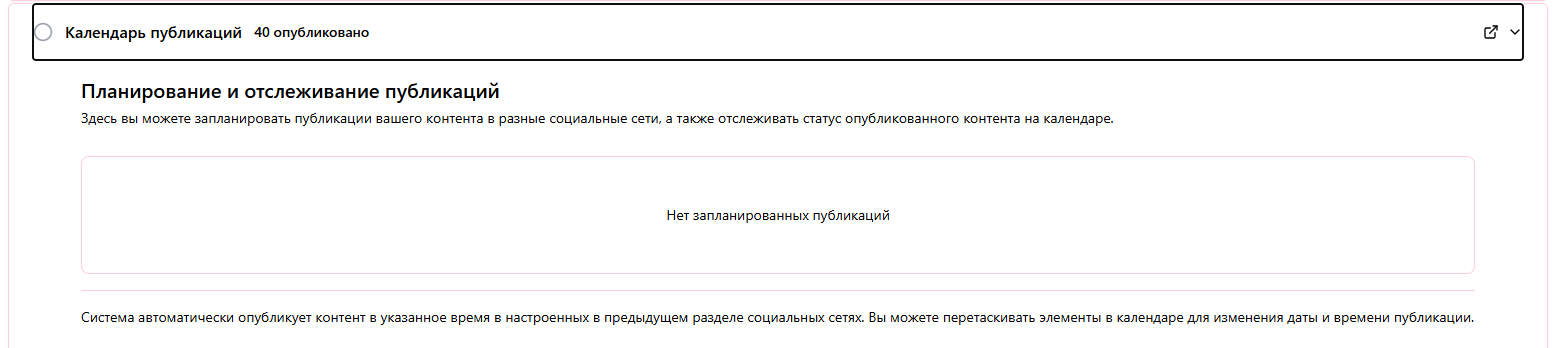 Календарь публикаций 40 опубликовано
Планирование и отслеживание публикаций
Здесь вы можете запланировать публикации вашего контента в разные социальные сети, а также отслеживать статус опубликованного контента на календаре.
Нет запланированных публикаций
Система автоматически опубликует контент в указанное время в настроенных в предыдущем разделе социальных сетях. Вы можете перетаскивать элементы в календаре для изменения даты и времени публикации.